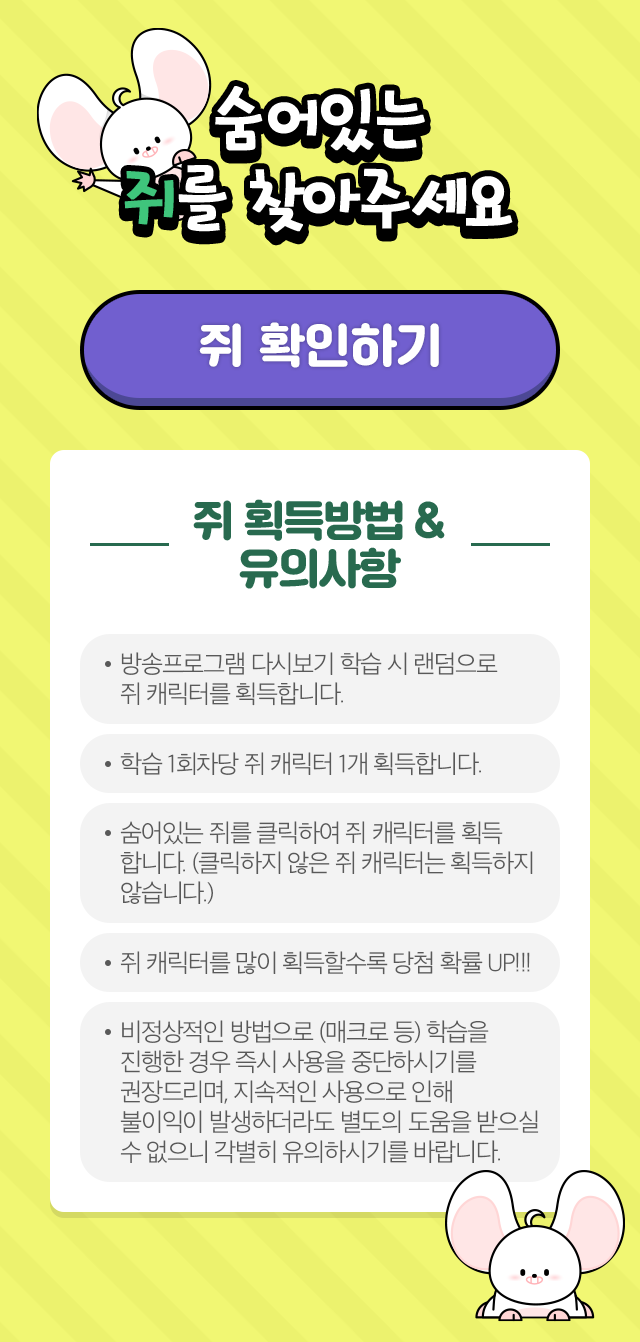 숨어있는
쥐를 찾아주세요
쥐 확인하기
쥐 획득방법 &
유의사항
• 방송프로그램 다시보기 학습 시 랜덤으로
쥐 캐릭터를 획득합니다.
• 학습 1회차당 쥐 캐릭터 1개 획득합니다.
• 숨어있는 쥐를 클릭하여 쥐 캐릭터를 획득
합니다. (클릭하지 않은 쥐 캐릭터는 획득하지
않습니다.)
• 쥐 캐릭터를 많이 획득할수록 당첨 확률 UP!!!
• 비정상적인 방법으로 (매크로 등) 학습을
진행한 경우 즉시 사용을 중단하시기를
권장드리며, 지속적인 사용으로 인해
불이익이 발생하더라도 별도의 도움을 받으실
수 없으니 각별히 유의하시기를 바랍니다.